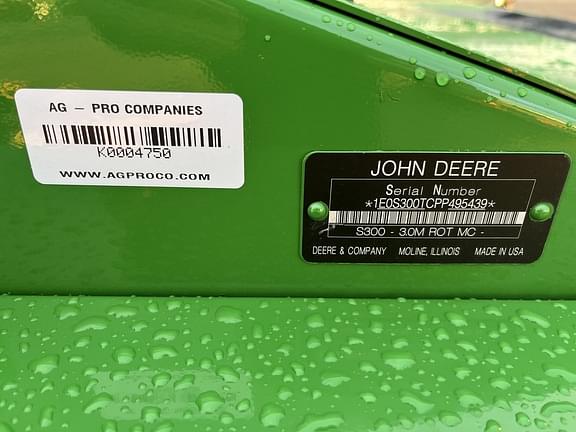 AG – PRO COMPANIES
K0004750
WWW.AGPROCO.COM
JOHN DEERE
Serial Number
*1E0S300TCPP495439*
S300 - 3.0M ROT MC -
DEERE & COMPANY MOLINE, ILLINOIS MADE IN USA